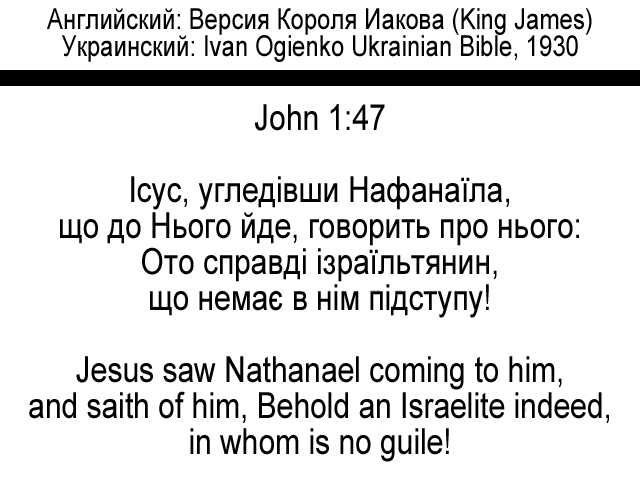 Английский: Версия Короля Иакова (King James)
Украинский: Ivan Ogienko Ukrainian Bible, 1930
John 1:47
Ісус, угледівши Нафанаїла,
що до Нього йде, говорить про нього:
Ото справді ізраїльтянин,
що немає в нім підступу!
Jesus saw Nathanael coming to him,
and saith of him, Behold an Israelite indeed,
in whom is no guile!